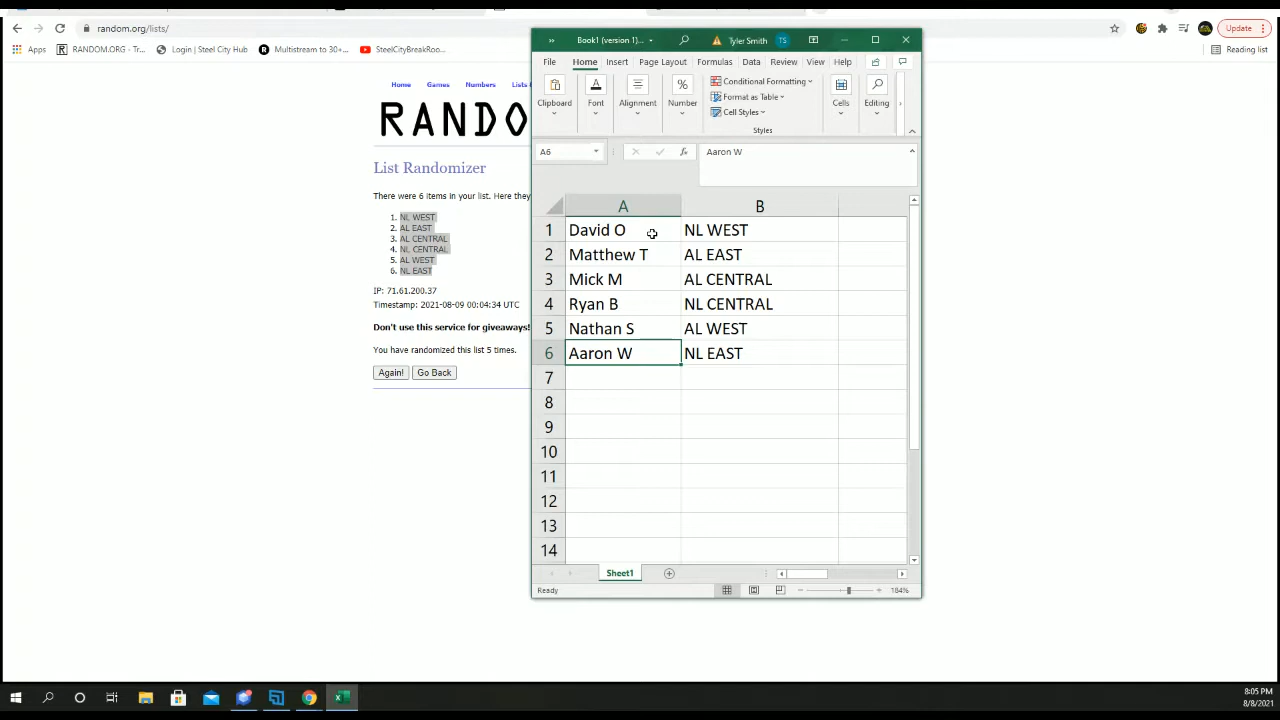 random.org/lists/
Update
Apps
RANDOM.ORG - Tr...
Login | Steel City Hub
Multistream to 30+...
SteelCityBreakRoo...
Reading list
Home Games Numbers Lists
RANDO
List Randomizer
There were 6 items in your list. Here they
1. NL WEST
2. AL EAST
3. AL CENTRAL
4. NL CENTRAL
5. AL WEST
6. NL EAST
IP: 71.61.200.37
Timestamp: 2021-08-09 00:04:34 UTC
Don't use this service for giveaways!
You have randomized this list 5 times.
Again! Go Back
Book1 (version 1)...
Tyler Smith TS
File Home Insert Page Layout Formulas Data Review View Help
Clipboard Font Alignment Number
Conditional Formatting
Format as Table
Cell Styles
Styles
Cells Editing
A6 fx Aaron W
A B
1 David O NL WEST
2 Matthew T AL EAST
3 Mick M AL CENTRAL
4 Ryan B NL CENTRAL
5 Nathan S AL WEST
6 Aaron W NL EAST
7
8
9
10
11
12
13
14
Sheet1
Ready 184%
8:05 PM
8/8/2021